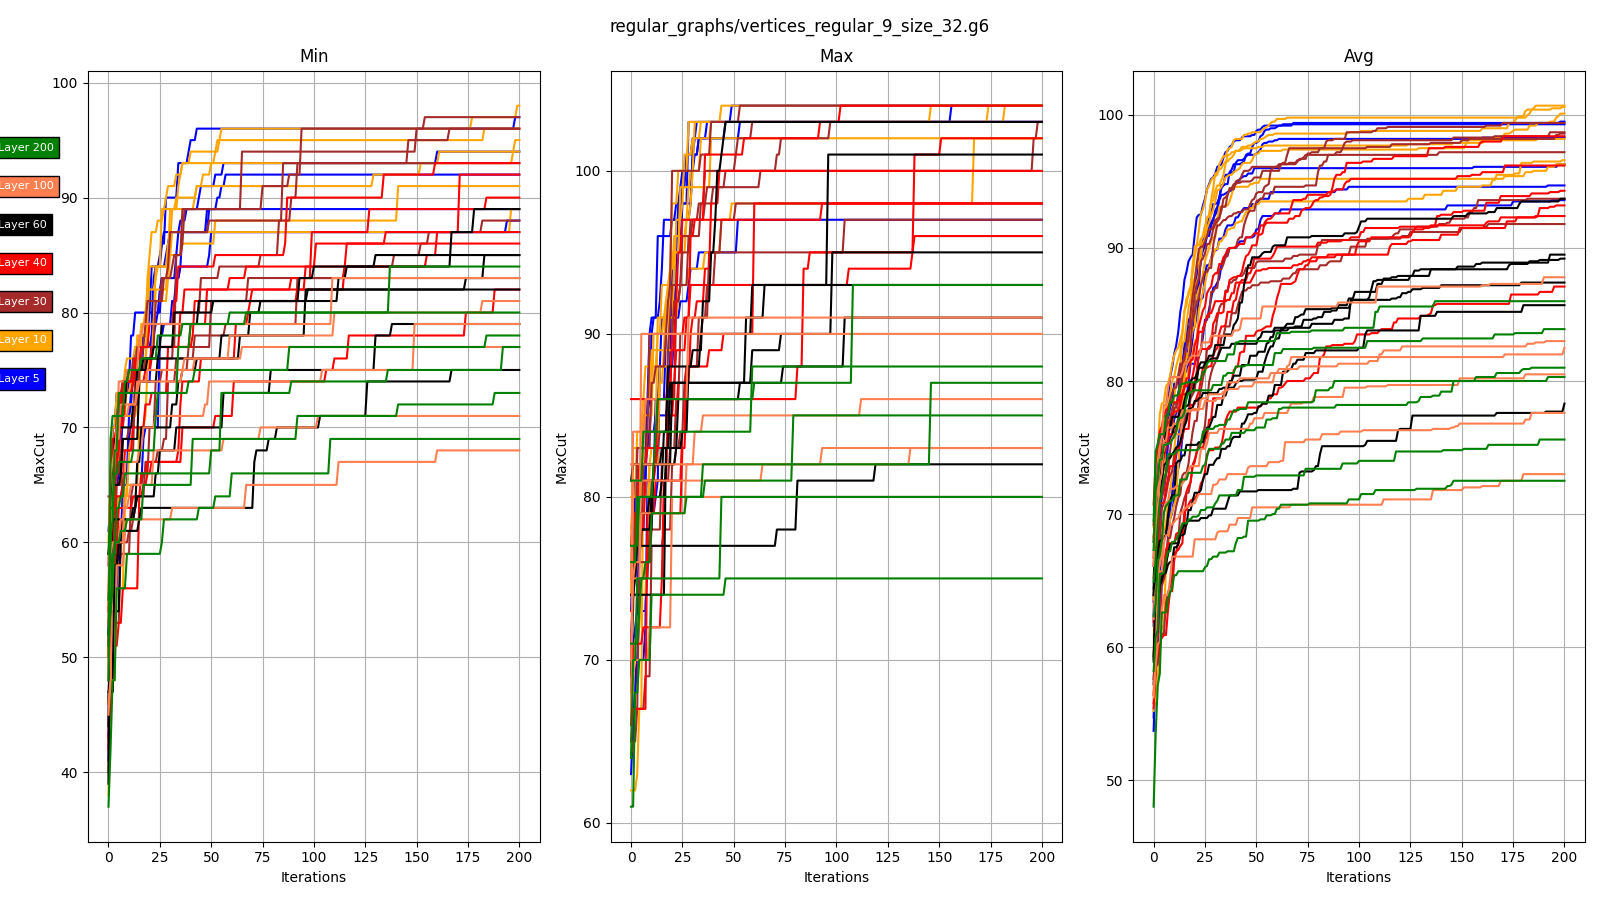 regular_graphs/vertices_regular_9_size_32.g6
Min
Max
Avg
Layer 200
Layer 100
Layer 60
Layer 40
Layer 30
Layer 10
Layer 5
MaxCut
100
90
80
70
60
50
40
0 25 50 75 100 125 150 175 200
Iterations
MaxCut
100
90
80
70
60
0 25 50 75 100 125 150 175 200
Iterations
MaxCut
100
90
80
70
60
50
0 25 50 75 100 125 150 175 200
Iterations